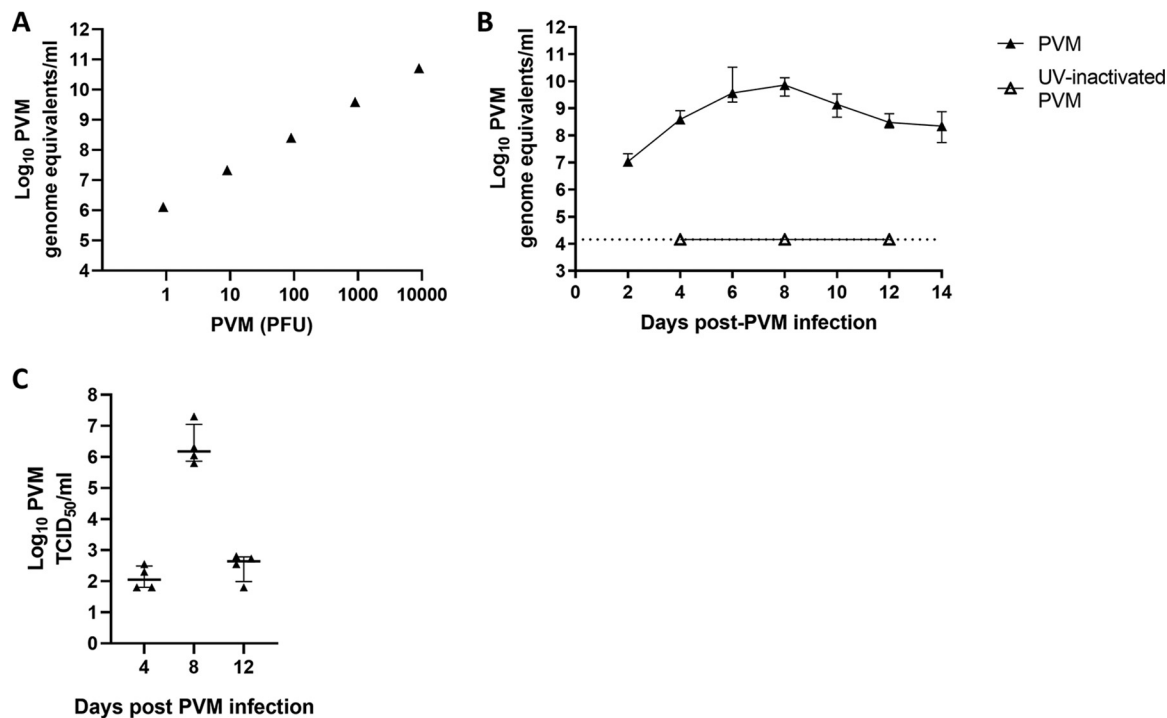 A
Log₁₀ PVM
genome equivalents/ml
12
11
10
9
8
7
6
5
4
1 10 100 1000 10000
PVM (PFU)
B
Log₁₀ PVM
genome equivalents/ml
12
11
10
9
8
7
6
5
4
3
0 2 4 6 8 10 12 14
Days post-PVM infection
PVM
UV-inactivated
PVM
C
Log₁₀ PVM
TCID₅₀/ml
8
7
6
5
4
3
2
1
0
4 8 12
Days post PVM infection